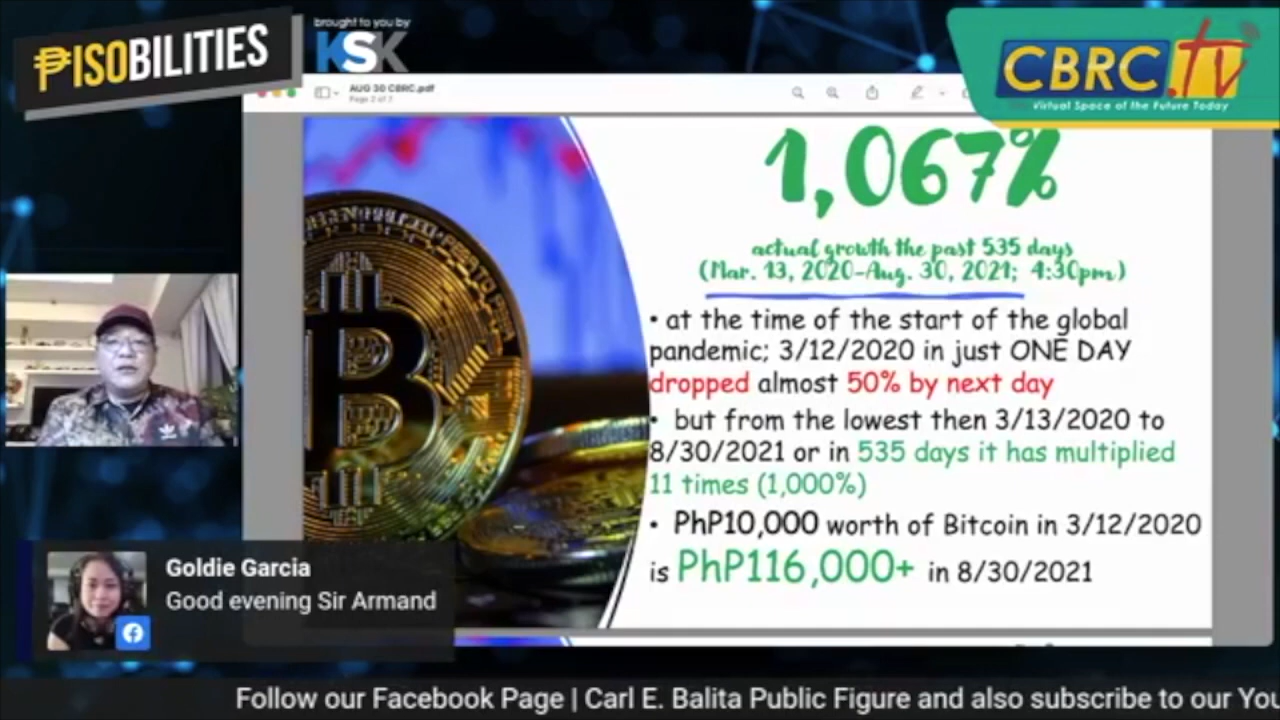 ₱ISOBILITIES
brought to you by
KSK
CBRC.tv
Virtual Space of the Future Today
AUG 30 CBRC.pdf
Page 2 of 7
1,067%
actual growth the past 535 days
(Mar. 13, 2020-Aug. 30, 2021; 4:30pm)
• at the time of the start of the global
pandemic; 3/12/2020 in just ONE DAY
dropped almost 50% by next day
• but from the lowest then 3/13/2020 to
8/30/2021 or in 535 days it has multiplied
11 times (1,000%)
• PhP10,000 worth of Bitcoin in 3/12/2020
is PhP116,000+ in 8/30/2021
Goldie Garcia
Good evening Sir Armand
Follow our Facebook Page | Carl E. Balita Public Figure and also subscribe to our You